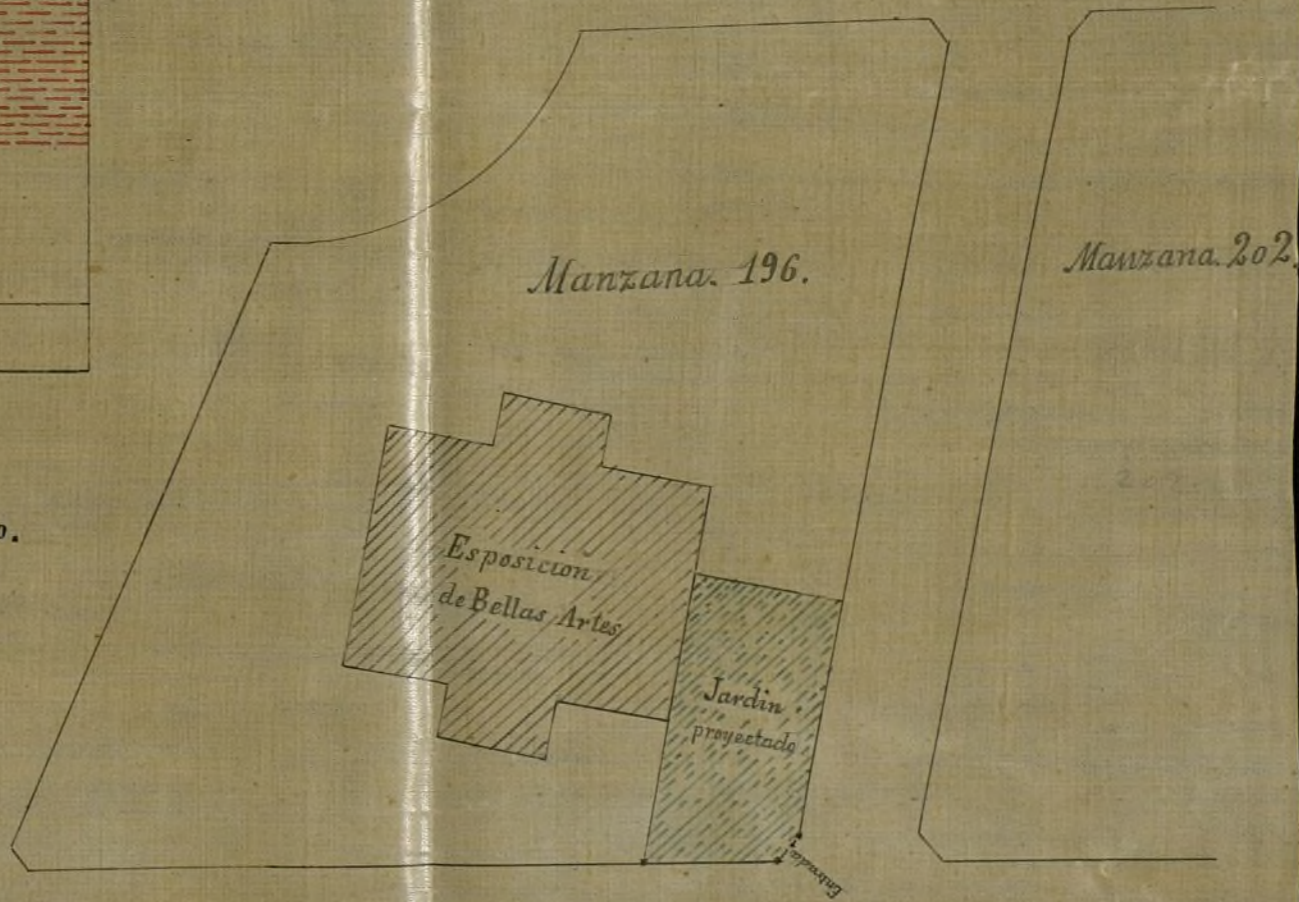 Manzana. 196.
Manzana. 202.
Esposicion
de Bellas Artes
Jardin
proyectado
Entrada